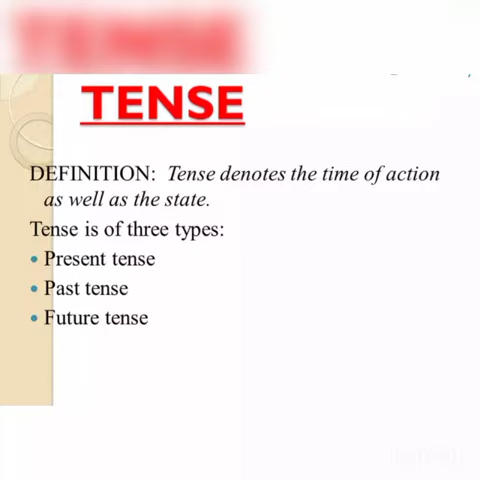 TENSE
TENSE
DEFINITION: Tense denotes the time of action
as well as the state.
Tense is of three types:
• Present tense
• Past tense
• Future tense